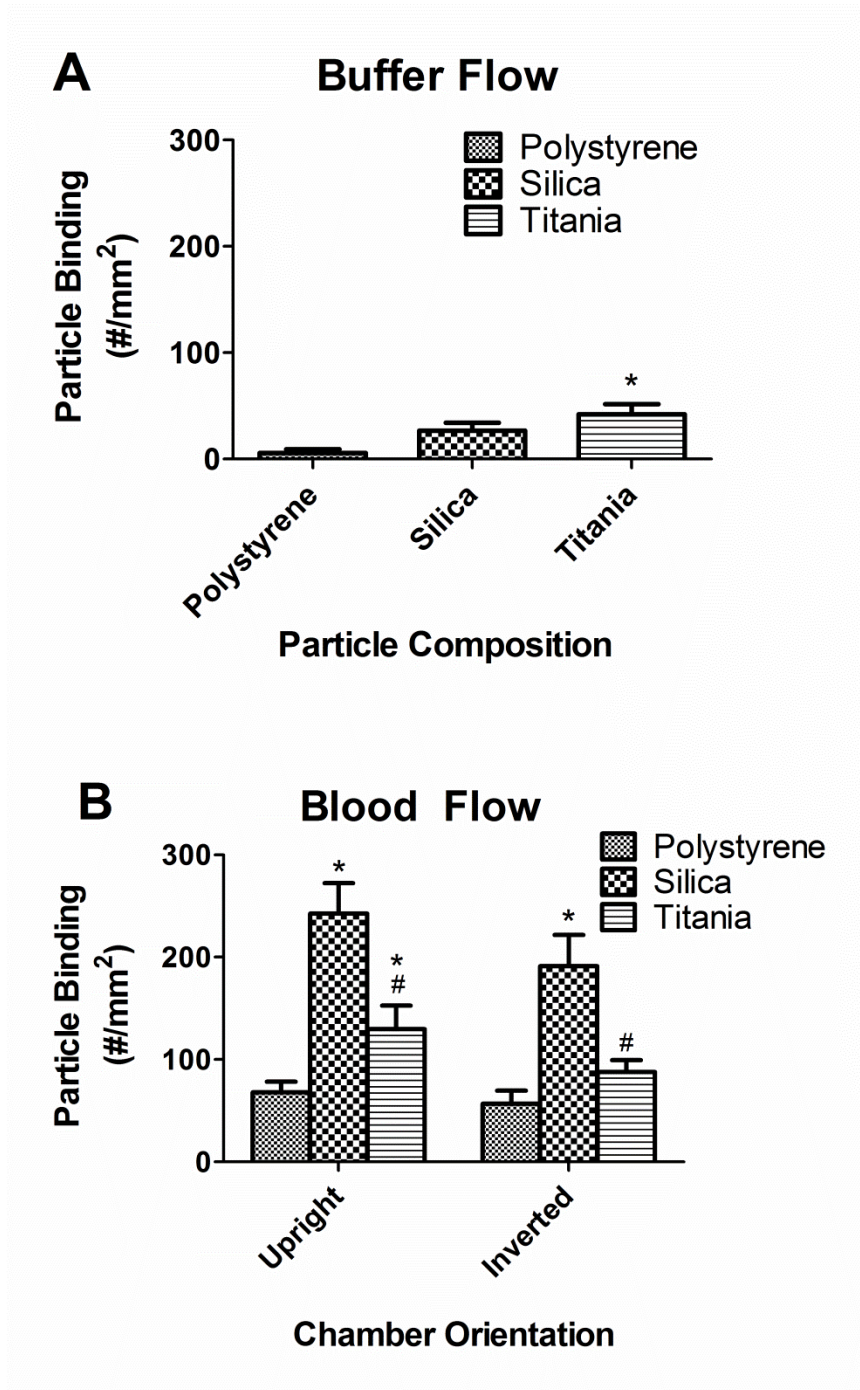 A
Buffer Flow
Polystyrene
Silica
Titania
Particle Binding
(#/mm²)
300
200
100
0
*
Polystyrene
Silica
Titania
Particle Composition
B
Blood Flow
Polystyrene
Silica
Titania
Particle Binding
(#/mm²)
300
200
100
0
*
*
#
*
#
Upright
Inverted
Chamber Orientation